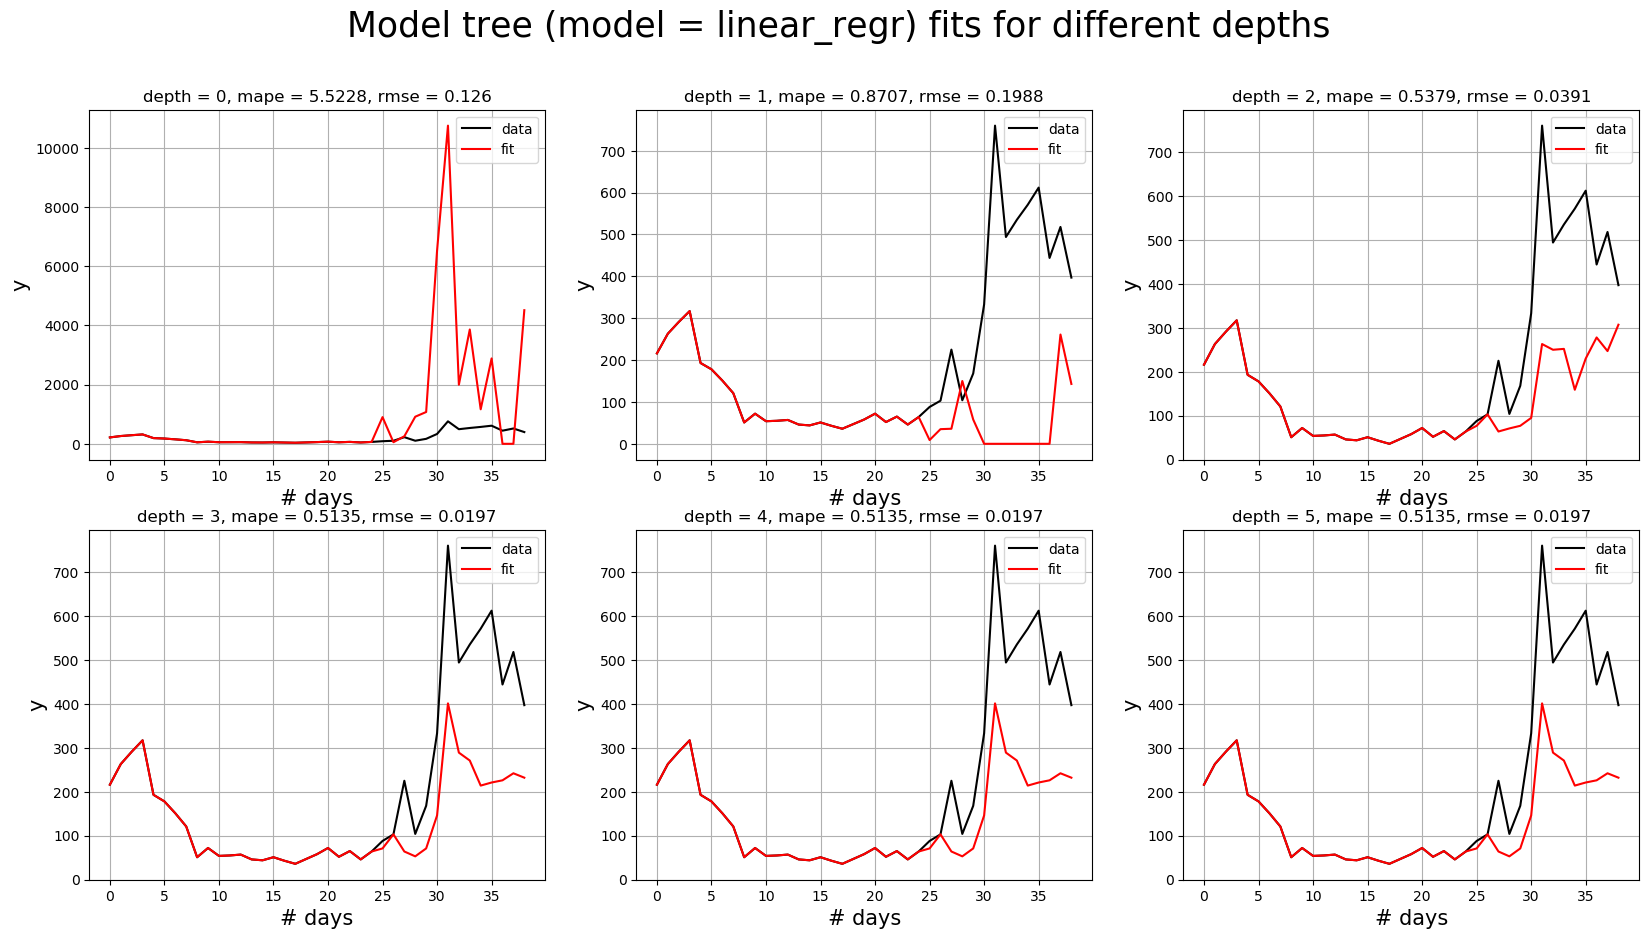 Model tree (model = linear_regr) fits for different depths
depth = 0, mape = 5.5228, rmse = 0.126
10000
8000
6000
4000
2000
0
y
data
fit
0 5 10 15 20 25 30 35
# days
depth = 1, mape = 0.8707, rmse = 0.1988
700
600
500
400
300
200
100
0
y
data
fit
0 5 10 15 20 25 30 35
# days
depth = 2, mape = 0.5379, rmse = 0.0391
700
600
500
400
300
200
100
0
y
data
fit
0 5 10 15 20 25 30 35
# days
depth = 3, mape = 0.5135, rmse = 0.0197
700
600
500
400
300
200
100
0
y
data
fit
0 5 10 15 20 25 30 35
# days
depth = 4, mape = 0.5135, rmse = 0.0197
700
600
500
400
300
200
100
0
y
data
fit
0 5 10 15 20 25 30 35
# days
depth = 5, mape = 0.5135, rmse = 0.0197
700
600
500
400
300
200
100
0
y
data
fit
0 5 10 15 20 25 30 35
# days